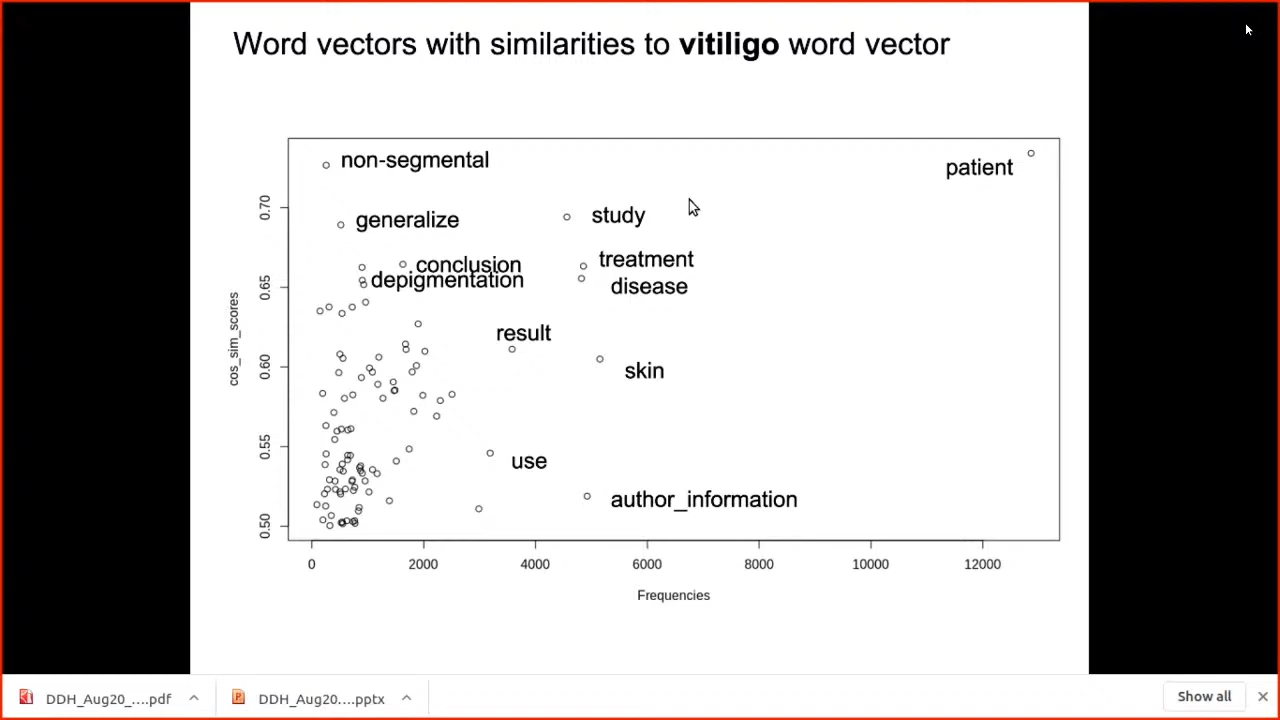 Word vectors with similarities to vitiligo word vector
non-segmental
patient
generalize
study
conclusion
treatment
depigmentation
disease
result
skin
use
author_information
cos_sim_scores
0.70
0.65
0.60
0.55
0.50
0 2000 4000 6000 8000 10000 12000
Frequencies
DDH_Aug20_....pdf
DDH_Aug20....pptx
Show all